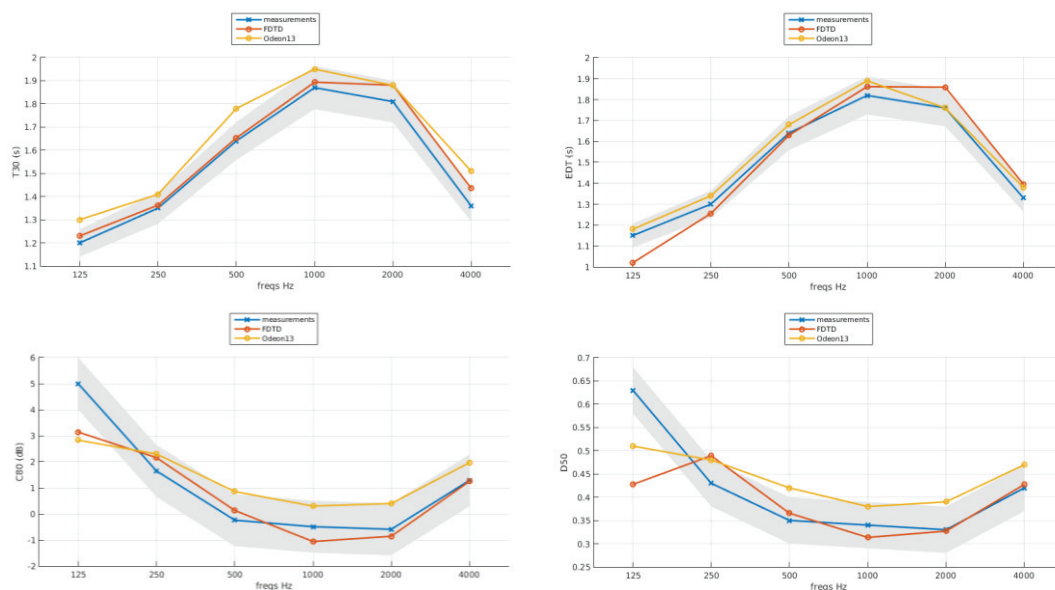 measurements
FDTD
Odeon13
2
1.9
1.8
1.7
1.6
1.5
1.4
1.3
1.2
1.1
T30 (s)
125 250 500 1000 2000 4000
freqs Hz
measurements
FDTD
Odeon13
2
1.9
1.8
1.7
1.6
1.5
1.4
1.3
1.2
1.1
1
EDT (s)
125 250 500 1000 2000 4000
freqs Hz
measurements
FDTD
Odeon13
6
5
4
3
2
1
0
-1
-2
C80 (dB)
125 250 500 1000 2000 4000
freqs Hz
measurements
FDTD
Odeon13
0.7
0.65
0.6
0.55
0.5
0.45
0.4
0.35
0.3
0.25
D50
125 250 500 1000 2000 4000
freqs Hz